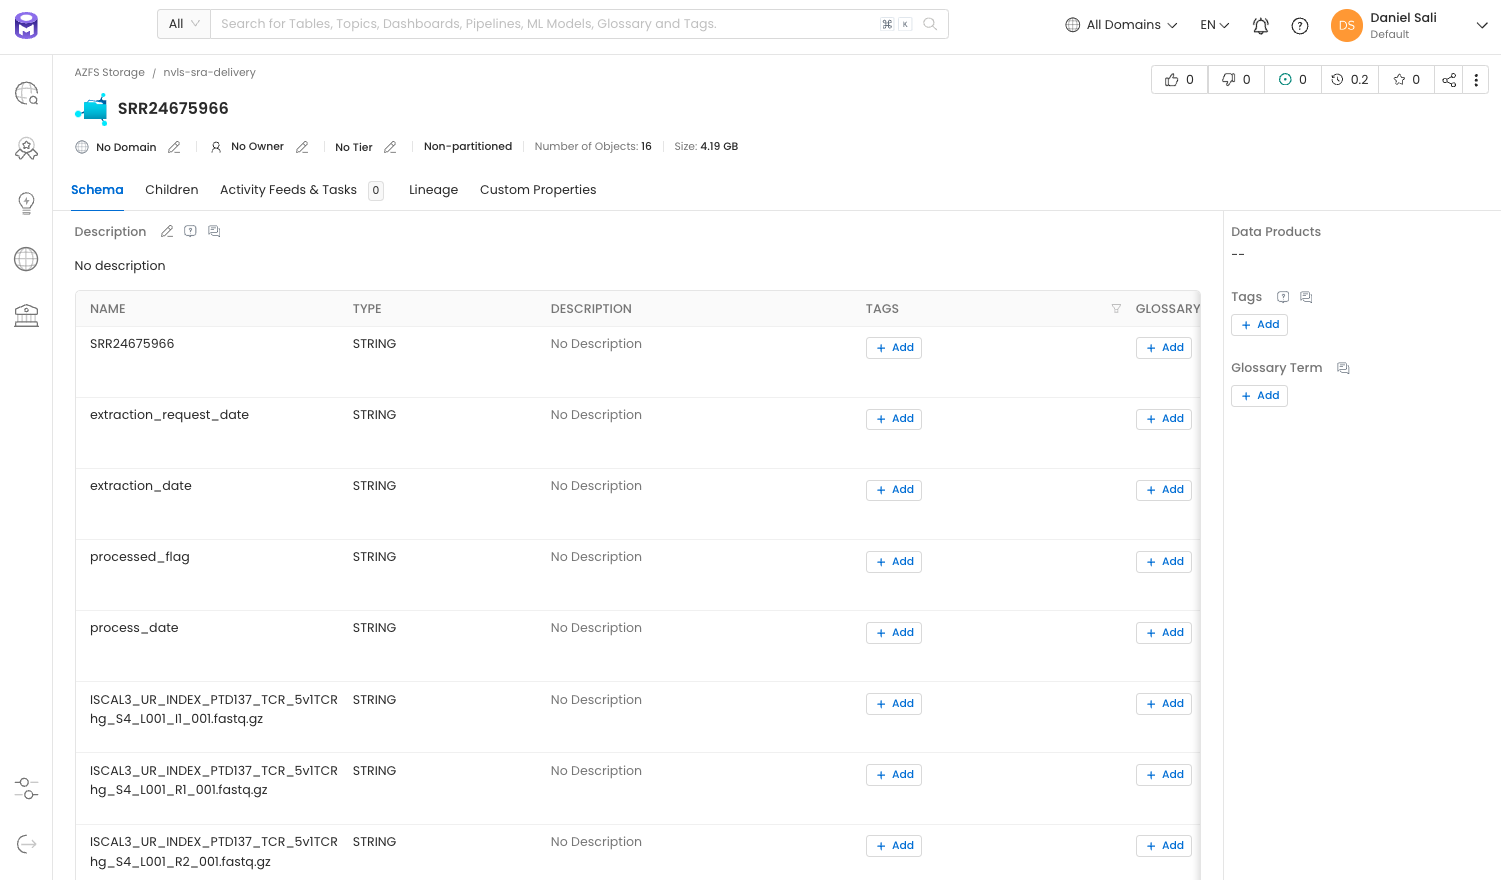 All
Search for Tables, Topics, Dashboards, Pipelines, ML Models, Glossary and Tags.
⌘ K
All Domains
EN
DS
Daniel Sali
Default
AZFS Storage / nvls-sra-delivery
0
0
0
0.2
0
SRR24675966
No Domain
No Owner
No Tier
Non-partitioned
Number of Objects: 16
Size: 4.19 GB
Schema
Children
Activity Feeds & Tasks 0
Lineage
Custom Properties
Description
No description
NAME TYPE DESCRIPTION TAGS GLOSSARY
SRR24675966 STRING No Description + Add + Add
extraction_request_date STRING No Description + Add + Add
extraction_date STRING No Description + Add + Add
processed_flag STRING No Description + Add + Add
process_date STRING No Description + Add + Add
ISCAL3_UR_INDEX_PTD137_TCR_5v1TCR STRING No Description + Add + Add
hg_S4_L001_I1_001.fastq.gz
ISCAL3_UR_INDEX_PTD137_TCR_5v1TCR STRING No Description + Add + Add
hg_S4_L001_R1_001.fastq.gz
ISCAL3_UR_INDEX_PTD137_TCR_5v1TCR STRING No Description + Add + Add
hg_S4_L001_R2_001.fastq.gz
Data Products
--
Tags
+ Add
Glossary Term
+ Add